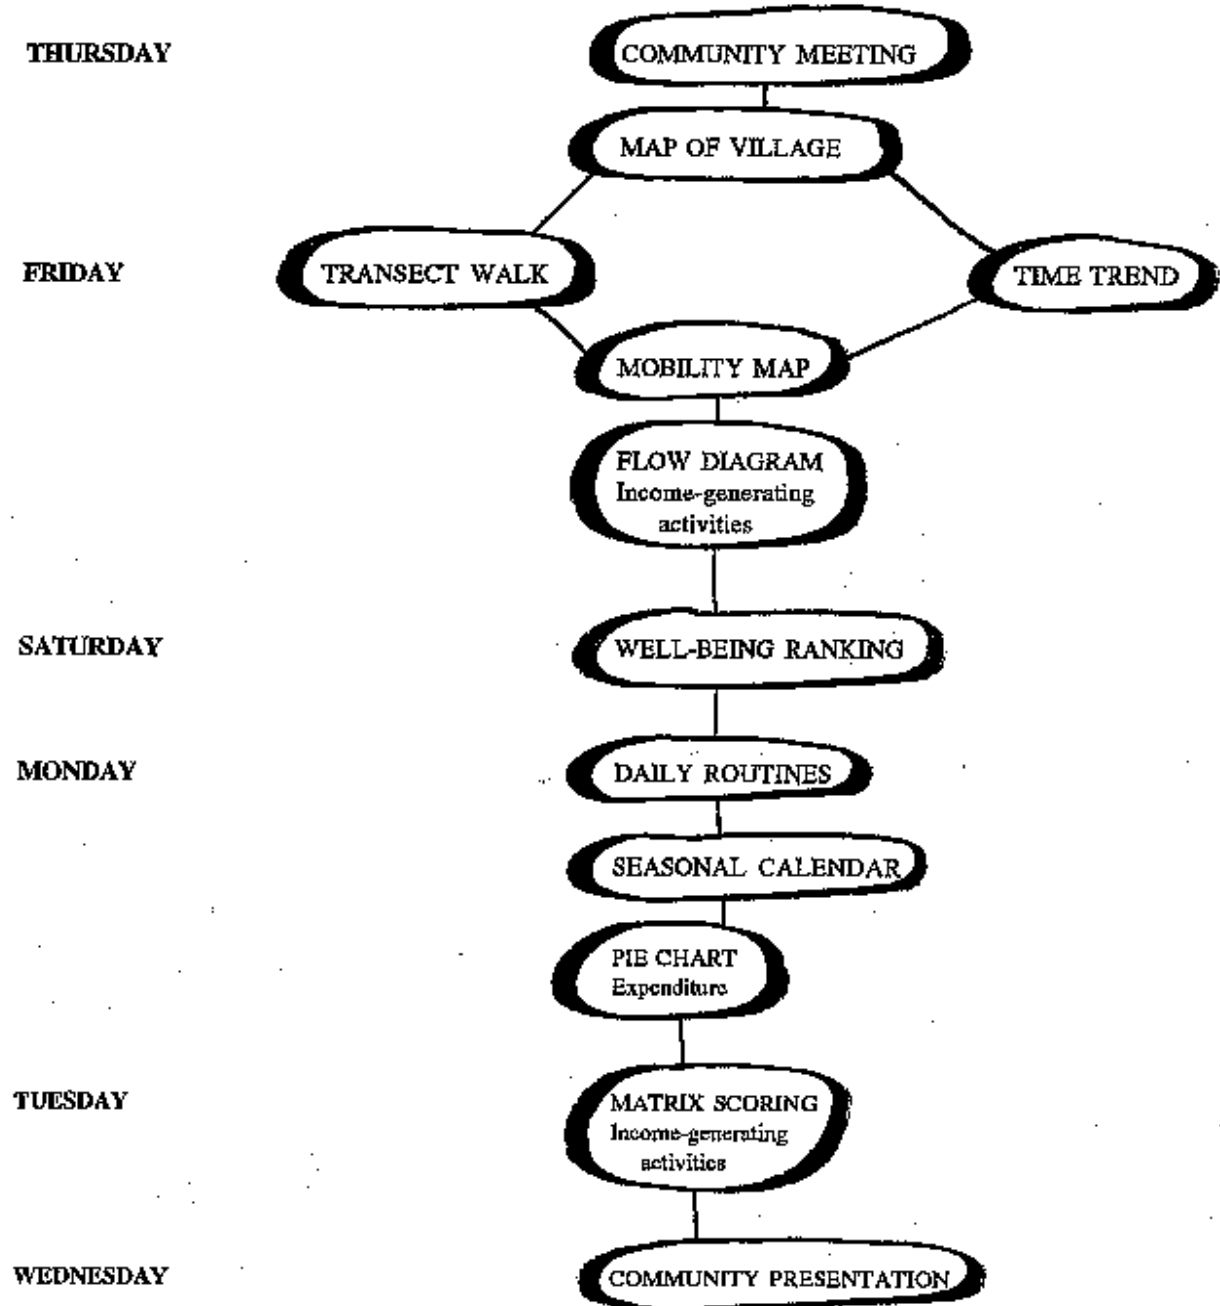 THURSDAY
COMMUNITY MEETING
MAP OF VILLAGE
FRIDAY
TRANSECT WALK
TIME TREND
MOBILITY MAP
FLOW DIAGRAM
Income-generating
activities
SATURDAY
WELL-BEING RANKING
MONDAY
DAILY ROUTINES
SEASONAL CALENDAR
PIE CHART
Expenditure
TUESDAY
MATRIX SCORING
Income-generating
activities
WEDNESDAY
COMMUNITY PRESENTATION